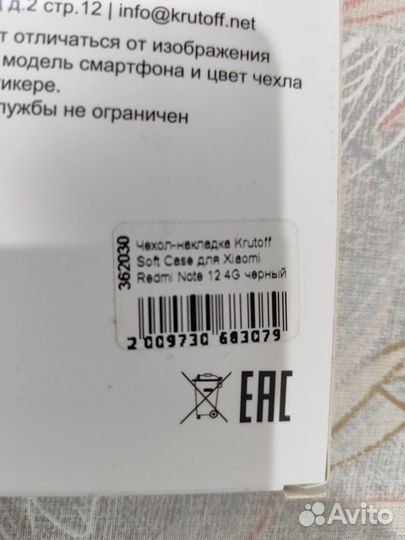 д.2 стр.12 | info@krutoff.net
т отличаться от изображения
модель смартфона и цвет чехла
тикере.
лужбы не ограничен
362030
Чехол-накладка Krutoff
Soft Case для Xiaomi
Redmi Note 12 4G черный
2 009730 683079
EAC
Avito